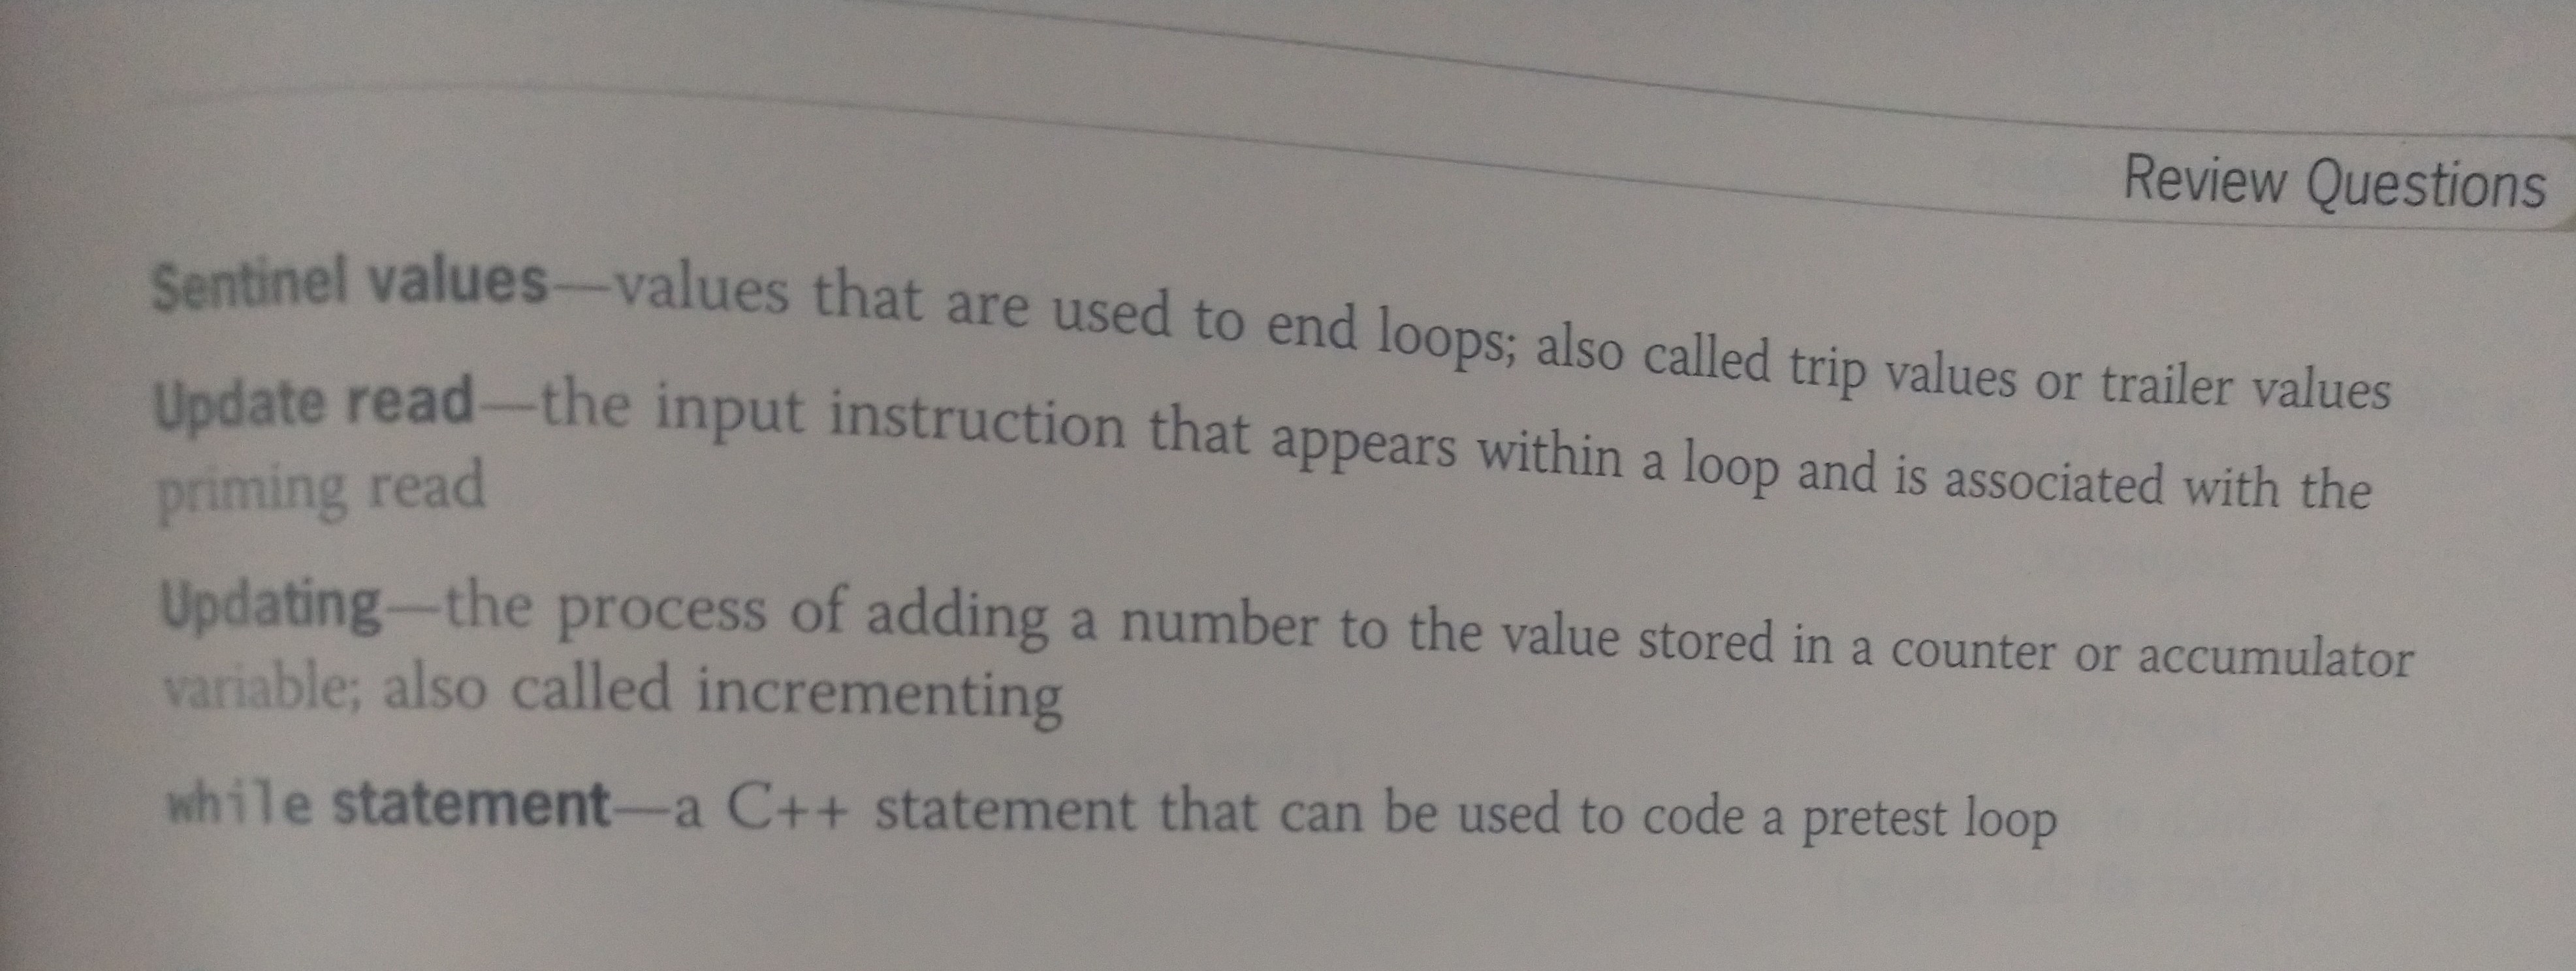 Review Questions
Sentinel values—values that are used to end loops; also called trip values or trailer values
Update read—the input instruction that appears within a loop and is associated with the
priming read
Updating—the process of adding a number to the value stored in a counter or accumulator
variable; also called incrementing
while statement—a C++ statement that can be used to code a pretest loop